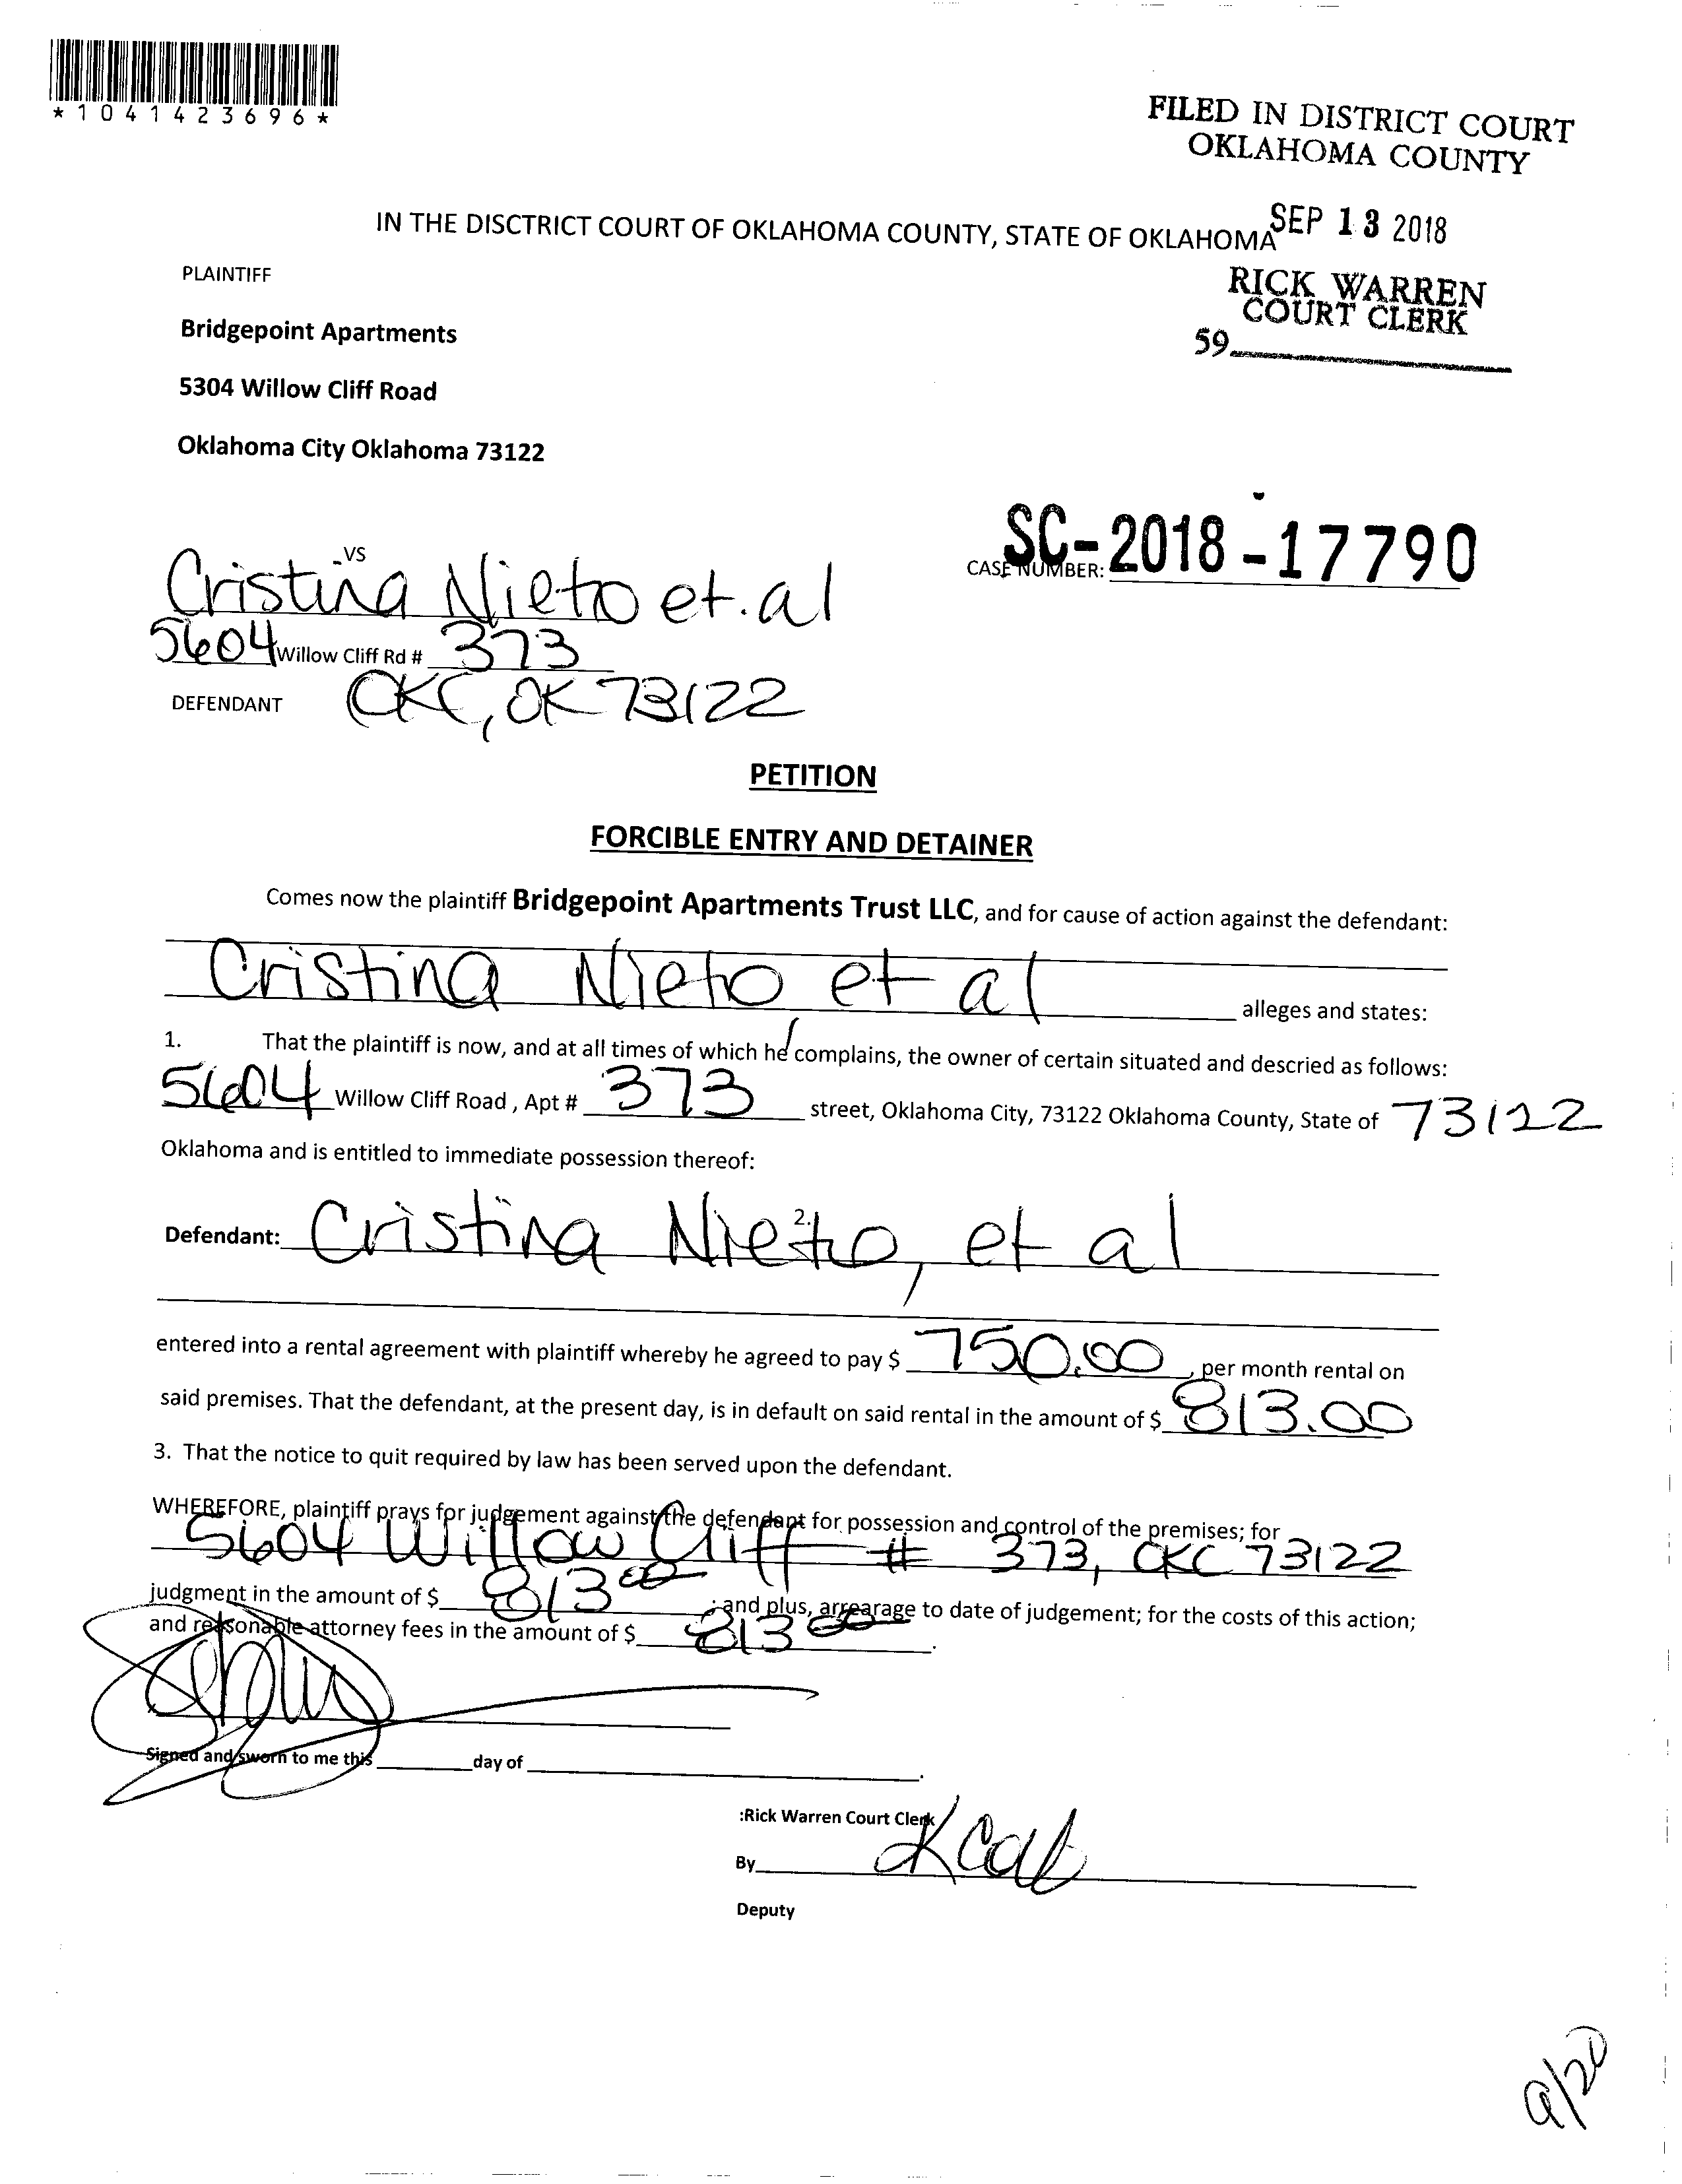 *1041423696*
FILED IN DISTRICT COURT
OKLAHOMA COUNTY
IN THE DISCTRICT COURT OF OKLAHOMA COUNTY, STATE OF OKLAHOMA
SEP 13 2018
PLAINTIFF
RICK WARREN
COURT CLERK
59
Bridgepoint Apartments
5304 Willow Cliff Road
Oklahoma City Oklahoma 73122
SC-2018-17790
CASE NUMBER:
VS
Cristina Nieto et.al
5604 Willow Cliff Rd # 373
DEFENDANT OKC, OK 73122
PETITION
FORCIBLE ENTRY AND DETAINER
Comes now the plaintiff Bridgepoint Apartments Trust LLC, and for cause of action against the defendant:
Cristina Nieto et al alleges and states:
1. That the plaintiff is now, and at all times of which he complains, the owner of certain situated and descried as follows:
5604 Willow Cliff Road , Apt # 373 street, Oklahoma City, 73122 Oklahoma County, State of 73122
Oklahoma and is entitled to immediate possession thereof:
2.
Defendant: Cristina Nieto, et al
entered into a rental agreement with plaintiff whereby he agreed to pay $ 750.00, per month rental on
said premises. That the defendant, at the present day, is in default on said rental in the amount of $ 813.00
3. That the notice to quit required by law has been served upon the defendant.
WHEREFORE, plaintiff prays for judgement against the defendant for possession and control of the premises; for
5604 Willow Cliff # 373, OKC 73122
judgment in the amount of $ 813 00 ; and plus, arrearage to date of judgement; for the costs of this action;
and reasonable attorney fees in the amount of $ 813 00.
Signed and sworn to me this day of .
:Rick Warren Court Clerk
By
Deputy
9/20